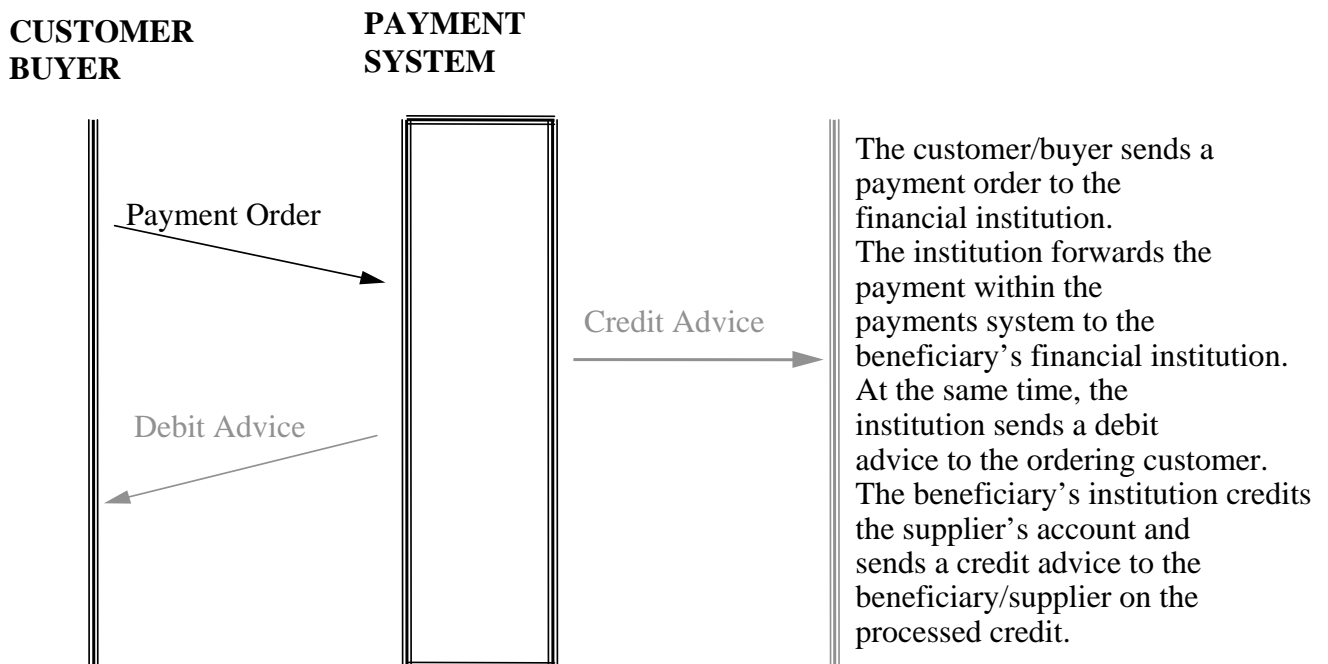 CUSTOMER
BUYER
PAYMENT
SYSTEM
Payment Order
Credit Advice
Debit Advice
The customer/buyer sends a
payment order to the
financial institution.
The institution forwards the
payment within the
payments system to the
beneficiary’s financial institution.
At the same time, the
institution sends a debit
advice to the ordering customer.
The beneficiary’s institution credits
the supplier’s account and
sends a credit advice to the
beneficiary/supplier on the
processed credit.